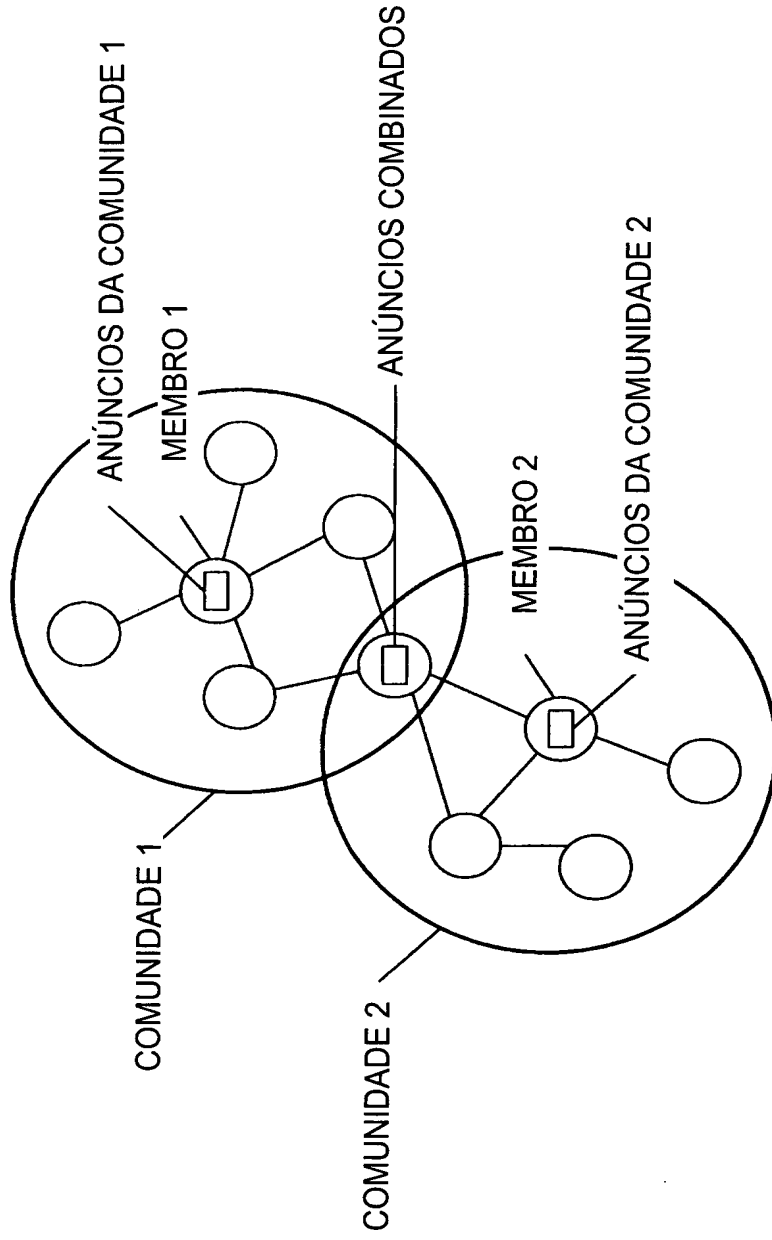 COMUNIDADE 1
ANÚNCIOS DA COMUNIDADE 1
MEMBRO 1
COMUNIDADE 2
ANÚNCIOS COMBINADOS
MEMBRO 2
ANÚNCIOS DA COMUNIDADE 2